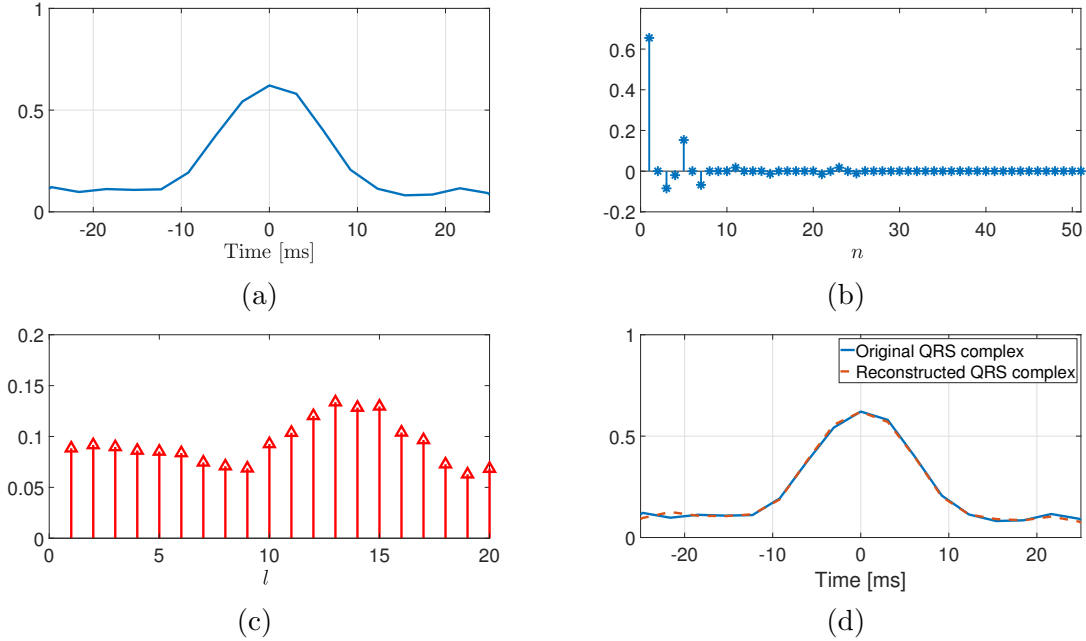 1
0.5
0
-20 -10 0 10 20
Time [ms]
(a)
0.6
0.4
0.2
0
-0.2
0 10 20 30 40 50
n
(b)
0.2
0.15
0.1
0.05
0
0 5 10 15 20
l
(c)
1
0.5
0
Original QRS complex
Reconstructed QRS complex
-20 -10 0 10 20
Time [ms]
(d)